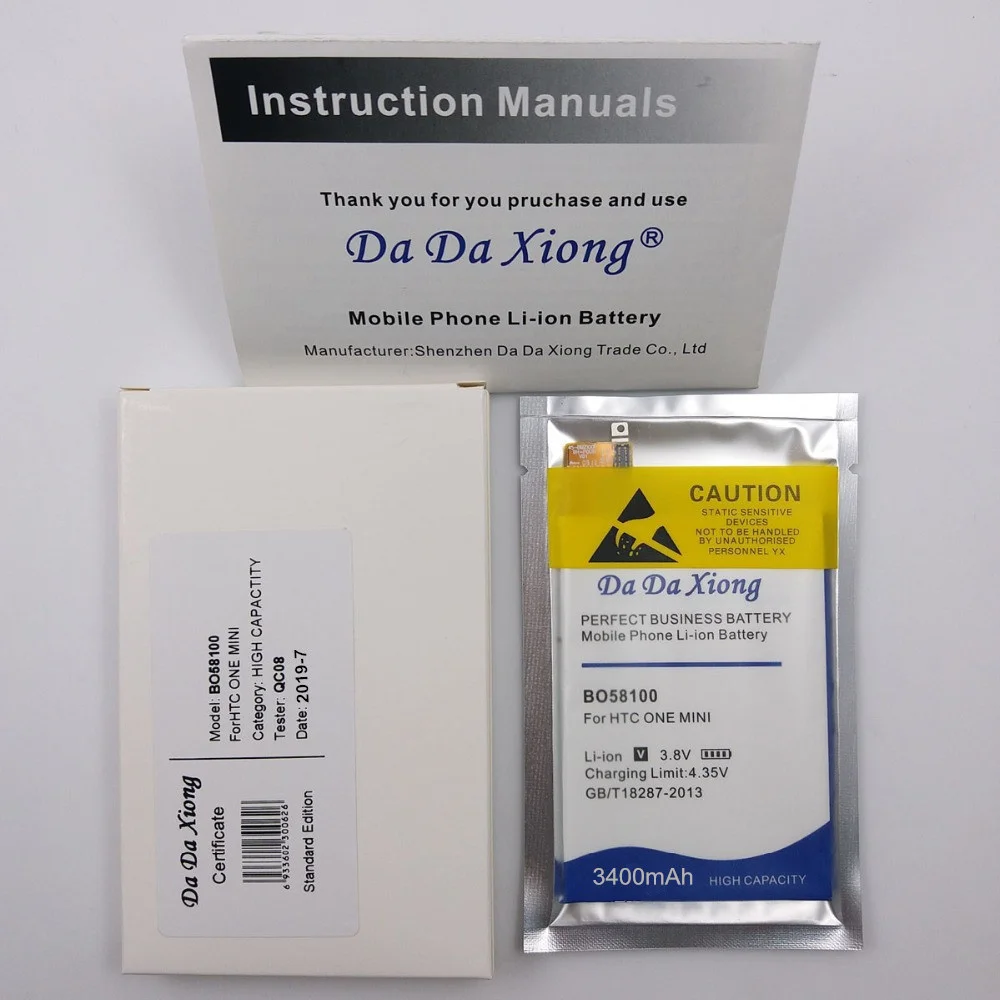 Instruction Manuals
Thank you for you pruchase and use
Da Da Xiong®
Mobile Phone Li-ion Battery
Manufacturer:Shenzhen Da Da Xiong Trade Co., Ltd
Model: BO58100
ForHTC ONE MINI
Category: HIGH CAPACTITY
Tester: QC08
Date: 2019-7
Da Da Xiong
Certificate
6 933602 300626
Standard Edition
CAUTION
STATIC SENSITIVE
DEVICES
NOT TO BE HANDLED
BY UNAUTHORISED
PERSONNEL YX
Da Da Xiong
PERFECT BUSINESS BATTERY
Mobile Phone Li-ion Battery
BO58100
For HTC ONE MINI
Li-ion V 3.8V
Charging Limit:4.35V
GB/T18287-2013
3400mAh HIGH CAPACITY